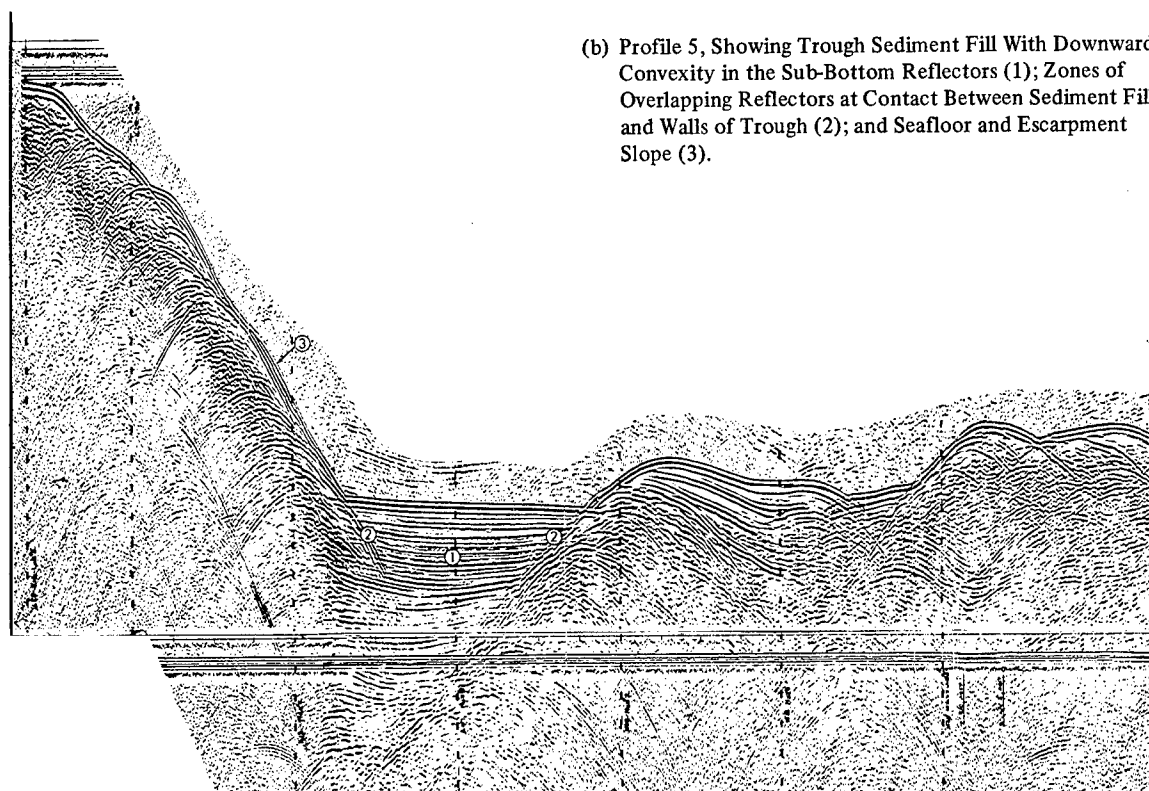 (b) Profile 5, Showing Trough Sediment Fill With Downward
Convexity in the Sub-Bottom Reflectors (1); Zones of
Overlapping Reflectors at Contact Between Sediment Fil
and Walls of Trough (2); and Seafloor and Escarpment
Slope (3).
3
2
2
1